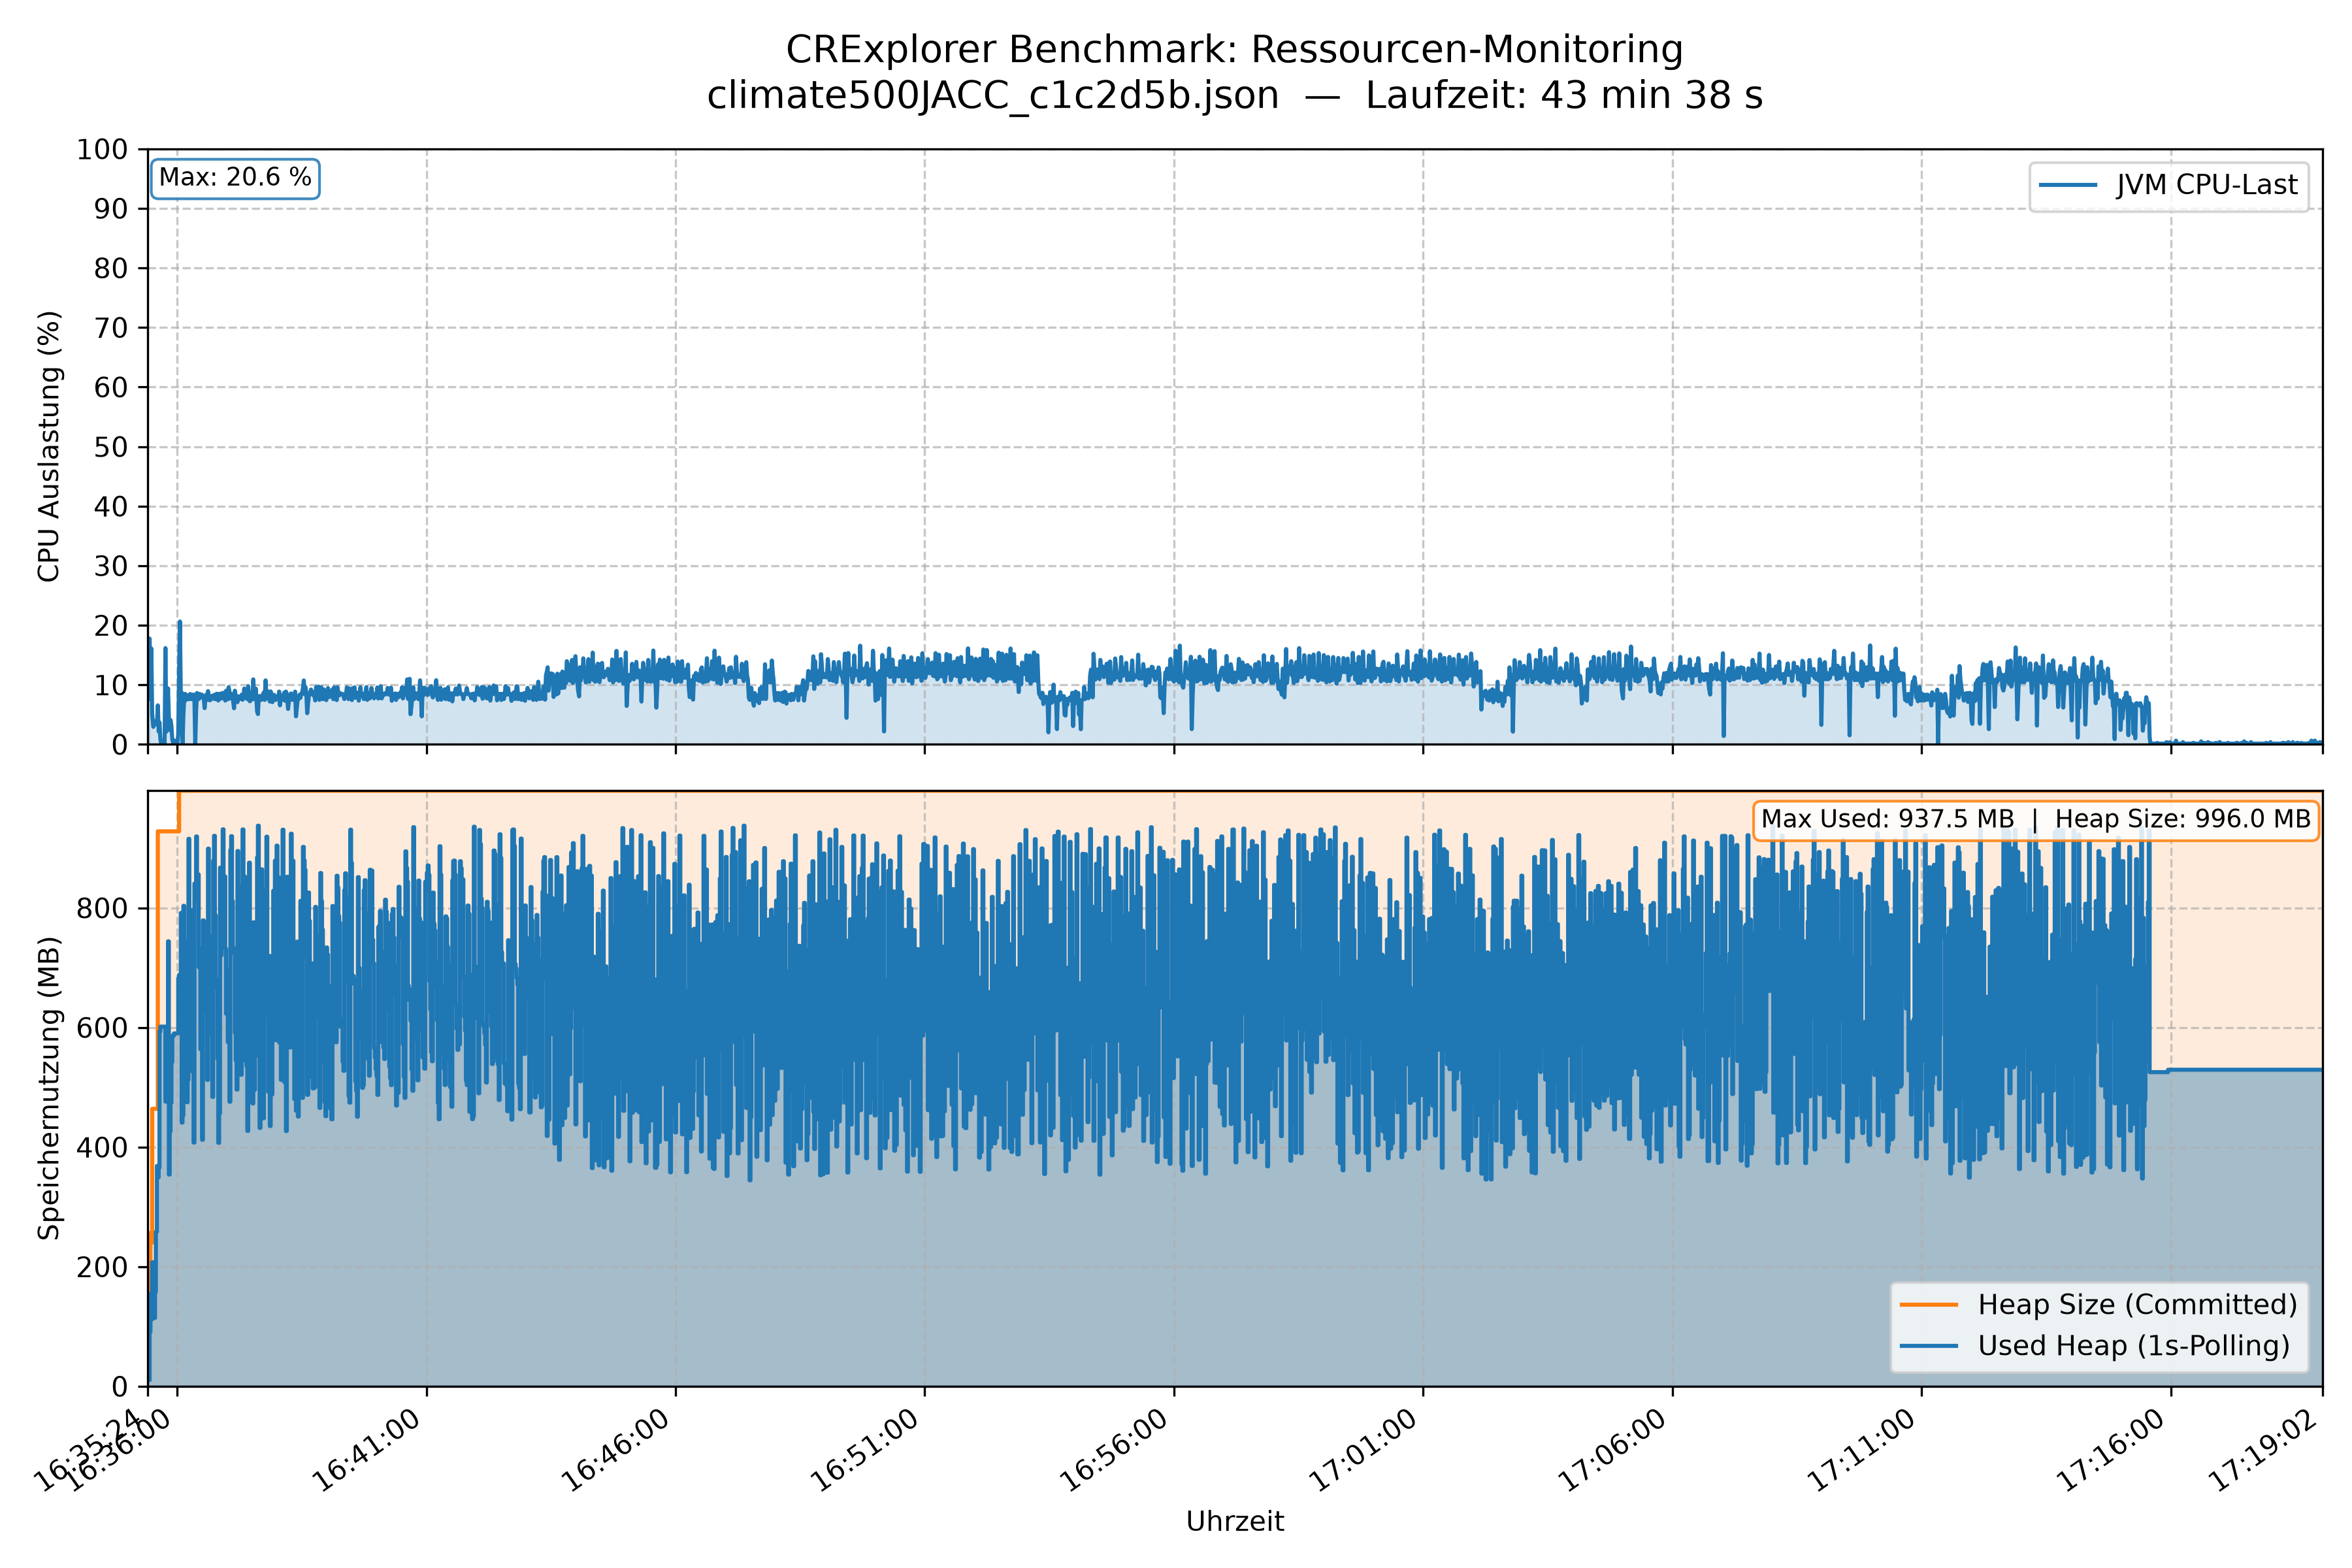 CRExplorer Benchmark: Ressourcen-Monitoring
climate500JACC_c1c2d5b.json — Laufzeit: 43 min 38 s
100
90
80
70
60
50
40
30
20
10
0
CPU Auslastung (%)
Max: 20.6 %
JVM CPU-Last
800
600
400
200
0
Speichernutzung (MB)
Max Used: 937.5 MB | Heap Size: 996.0 MB
Heap Size (Committed)
Used Heap (1s-Polling)
16:35:24
16:36:00
16:41:00
16:46:00
16:51:00
16:56:00
17:01:00
17:06:00
17:11:00
17:16:00
17:19:02
Uhrzeit